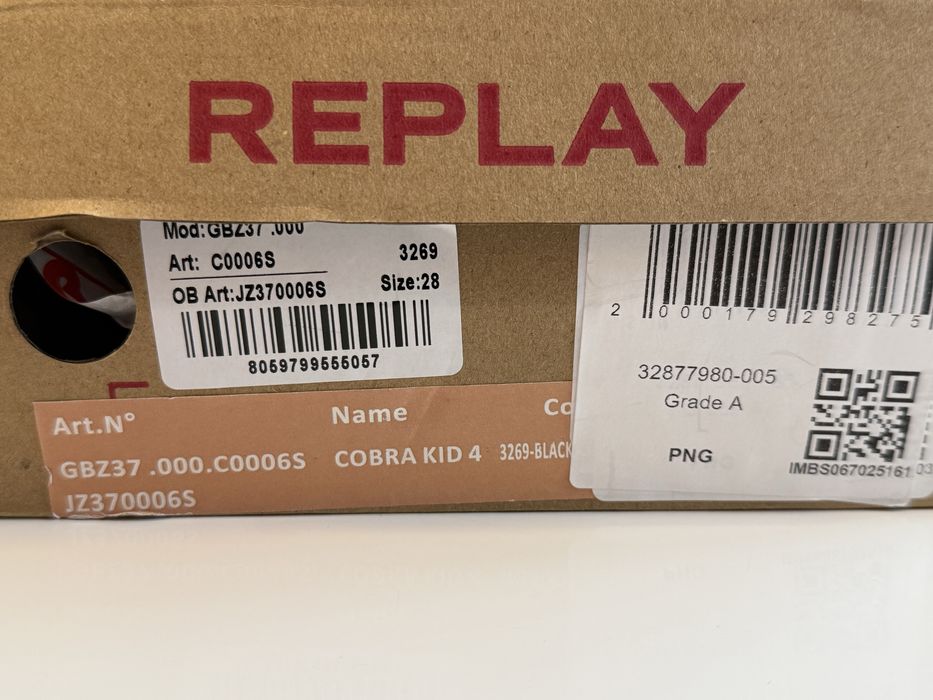 REPLAY
Mod:GBZ37 .000
Art: C0006S 3269
OB Art:JZ370006S Size:28
8059799555057
Art.N° Name Co
GBZ37 .000.C0006S COBRA KID 4 3269-BLACK
JZ370006S
2 000179 298275
32877980-005
Grade A
PNG
IMBS067025161